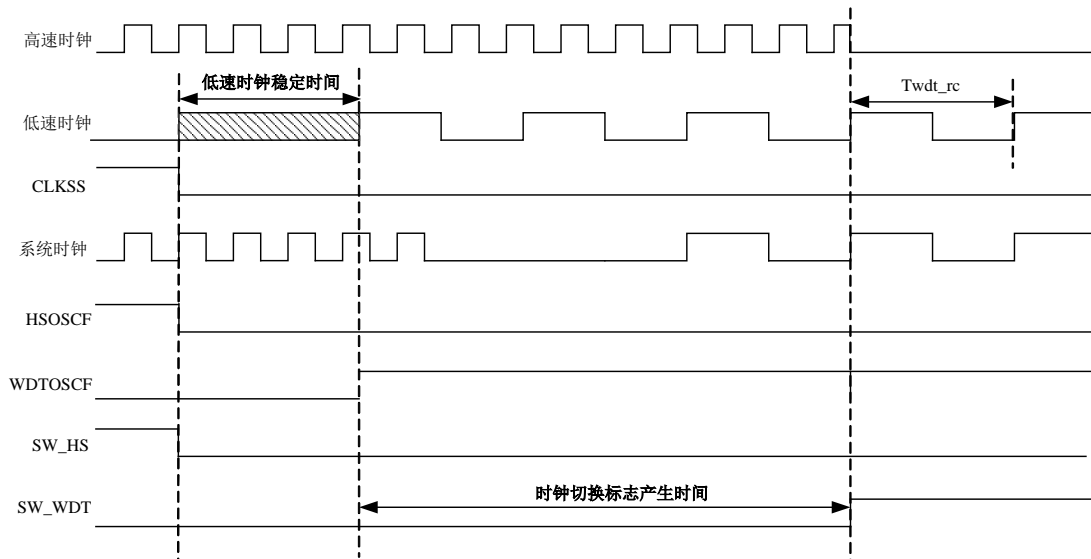 高速时钟
低速时钟稳定时间
Twdt_rc
低速时钟
CLKSS
系统时钟
HSOSCF
WDTOSCF
SW_HS
时钟切换标志产生时间
SW_WDT